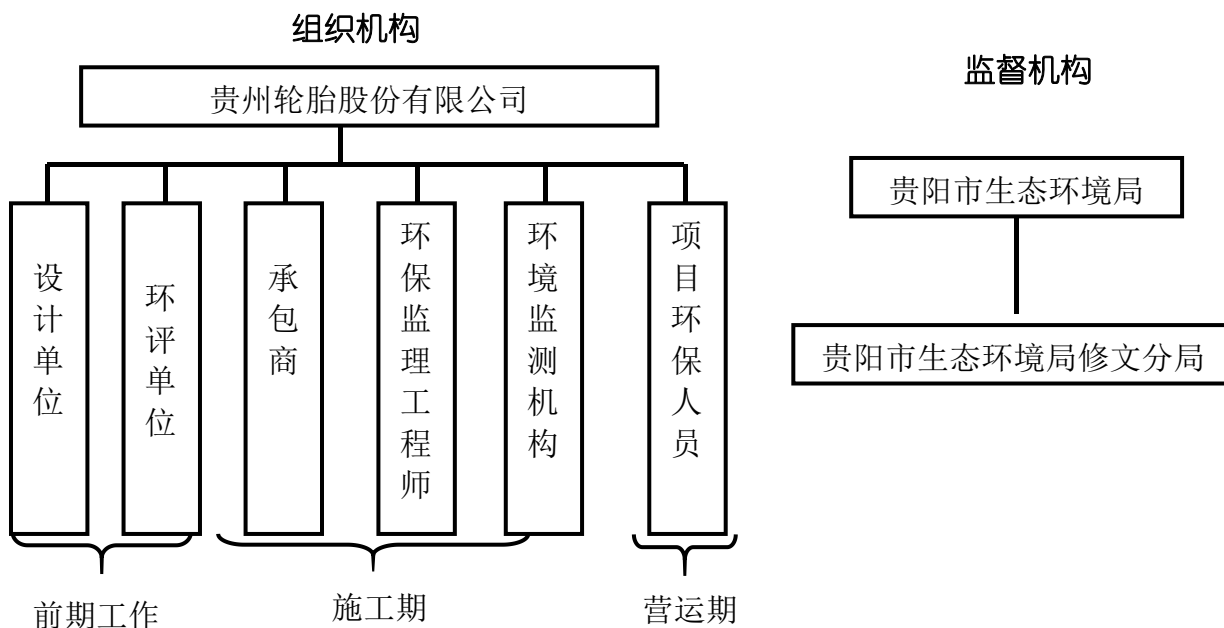 组织机构
监督机构
贵州轮胎股份有限公司
贵阳市生态环境局
贵阳市生态环境局修文分局
设计单位
环评单位
承包商
环保监理工程师
环境监测机构
项目环保人员
前期工作
施工期
营运期